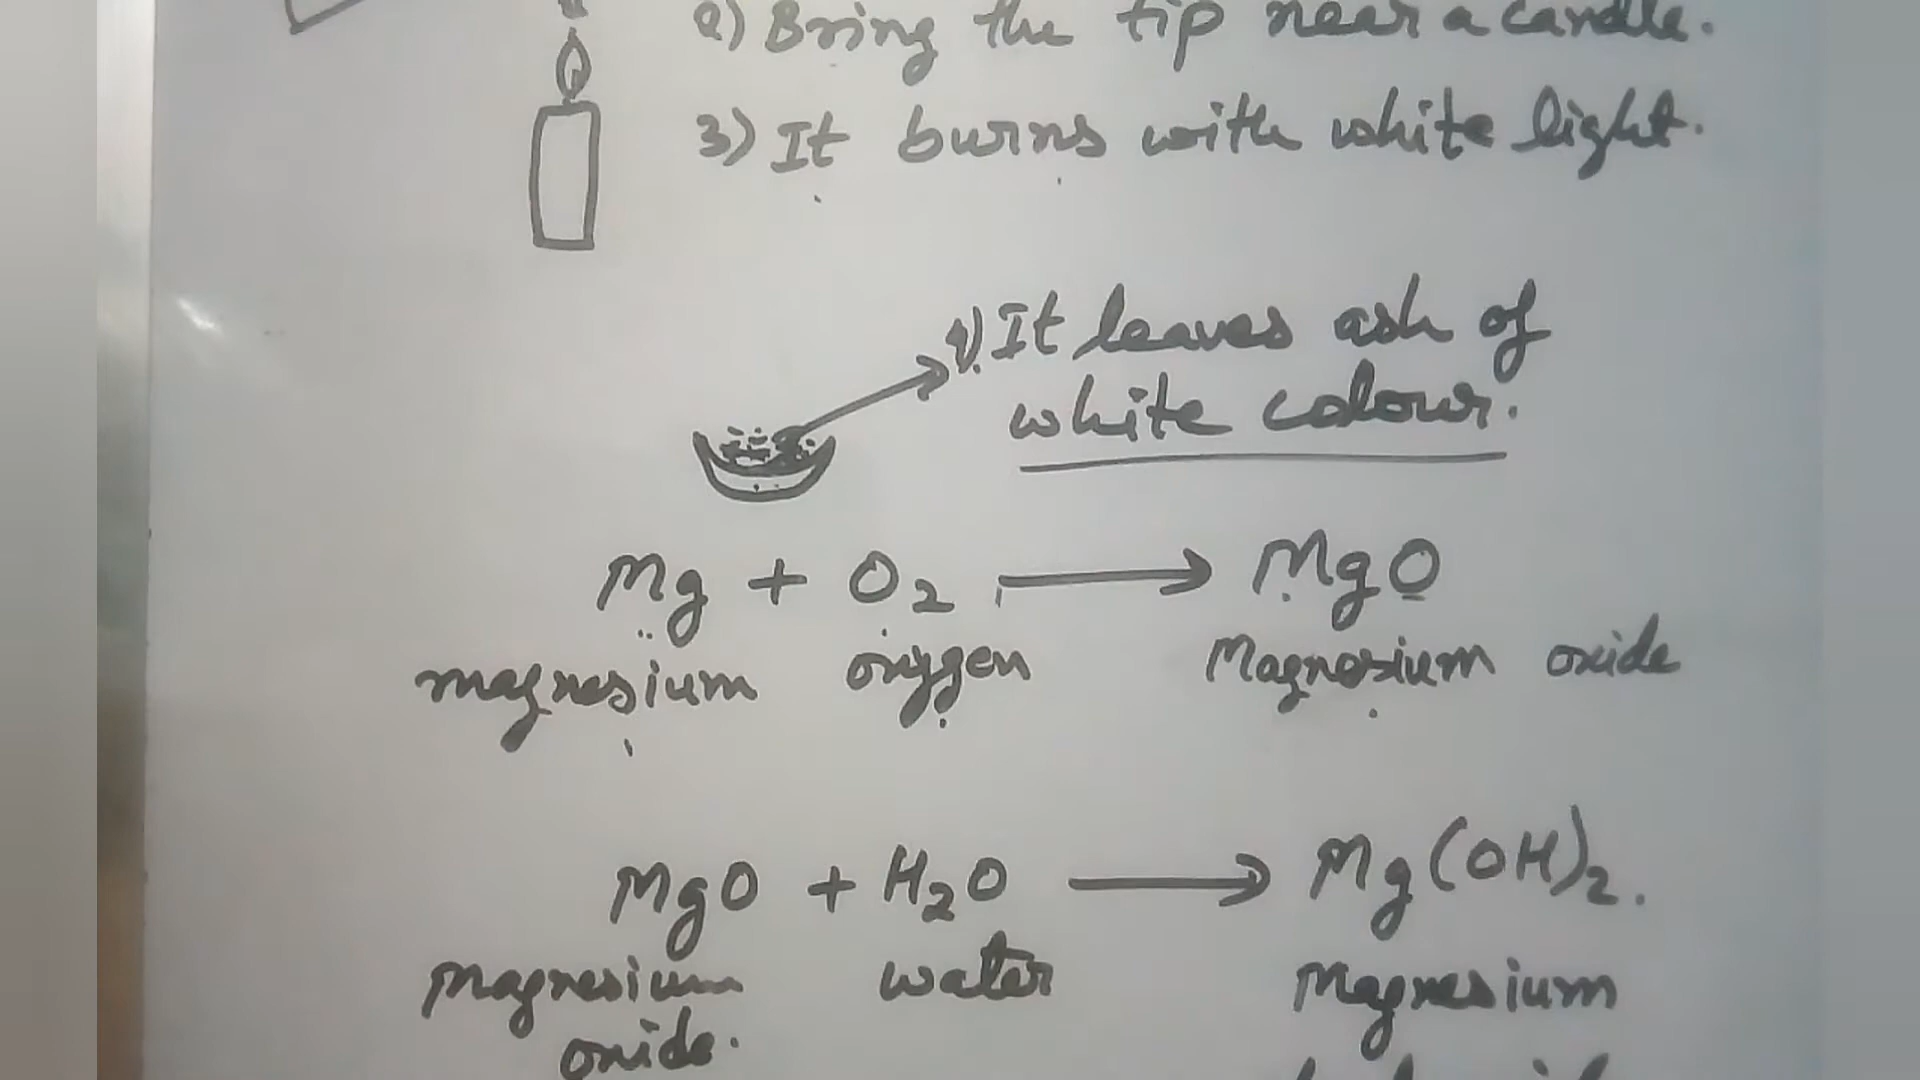 2) Bring the tip near a candle.
3) It burns with white light.
4) It leaves ash of
white colour.
Mg + O₂ → MgO
magnesium oxygen Magnesium oxide
MgO + H₂O → Mg(OH)₂.
magnesium water Magnesium
oxide.